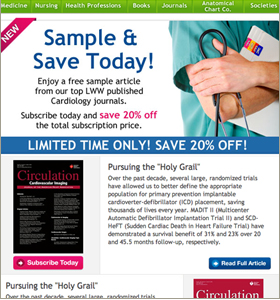 Medicine Nursing Health Professions Books Journals Anatomical Chart Co. Societies
NEW
Sample &
Save Today!
Enjoy a free sample article
from our top LWW published
Cardiology journals.
Subscribe today and save 20% off
the total subscription price.
LIMITED TIME ONLY! SAVE 20% OFF!
Circulation
Cardiovascular Imaging
Subscribe Today
Pursuing the "Holy Grail"
Over the past decade, several large, randomized trials
have allowed us to better define the appropriate
population for primary prevention implantable
cardioverter-defibrillator (ICD) placement, saving
thousands of lives every year. MADIT II (Multicenter
Automatic Defibrillator Implantation Trial II) and SCD-
HeFT (Sudden Cardiac Death in Heart Failure Trial) have
demonstrated a survival benefit of 31% and 23% over 20
and 45.5 months follow-up, respectively.
Read Full Article
Pursuing the "Holy Grail"
Over the past decade, several large, randomized trials
Circulation